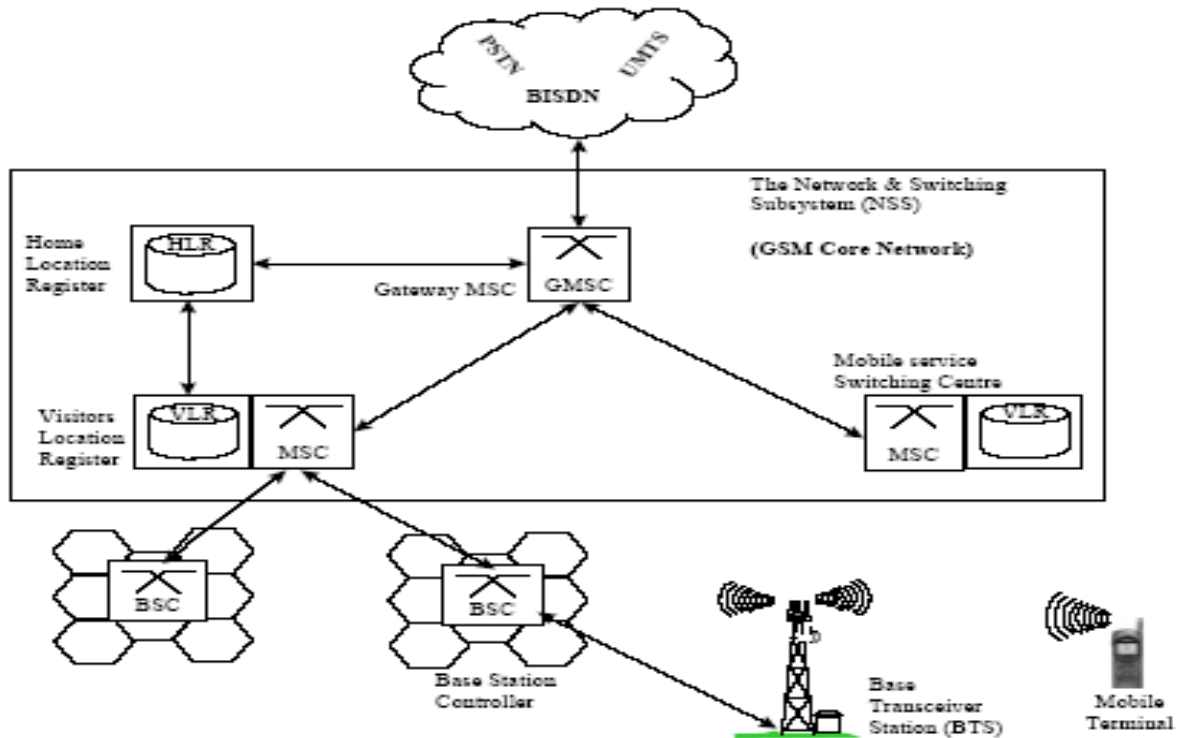 PSTN
UMTS
BISDN
The Network & Switching
Subsystem (NSS)
(GSM Core Network)
Home
Location
Register
HLR
Gateway MSC
GMSC
Mobile service
Switching Centre
Visitors
Location
Register
VLR
MSC
MSC
VLR
BSC
BSC
Base Station
Controller
Base
Transceiver
Station (BTS)
Mobile
Terminal